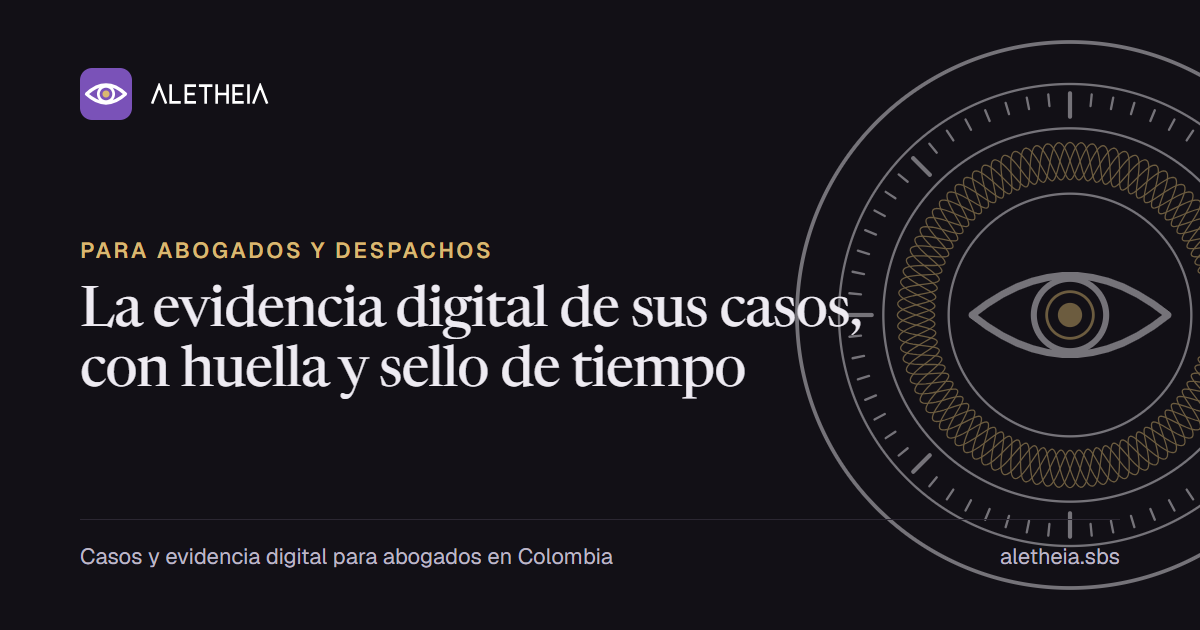 ALETHEIA
PARA ABOGADOS Y DESPACHOS
La evidencia digital de sus casos,
con huella y sello de tiempo
Casos y evidencia digital para abogados en Colombia
aletheia.sbs